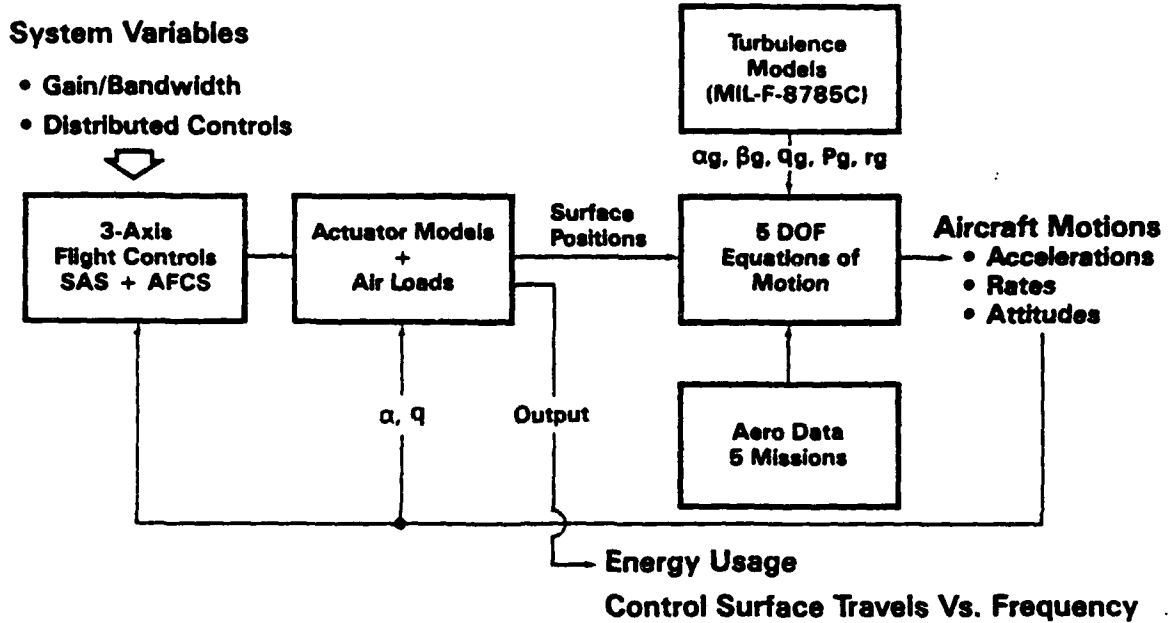 System Variables
• Gain/Bandwidth
• Distributed Controls
Turbulence
Models
(MIL-F-8785C)
αg, βg, qg, Pg, rg
3-Axis
Flight Controls
SAS + AFCS
Actuator Models
+
Air Loads
Surface
Positions
5 DOF
Equations of
Motion
Aircraft Motions
• Accelerations
• Rates
• Attitudes
α, q
Output
Aero Data
5 Missions
Energy Usage
Control Surface Travels Vs. Frequency